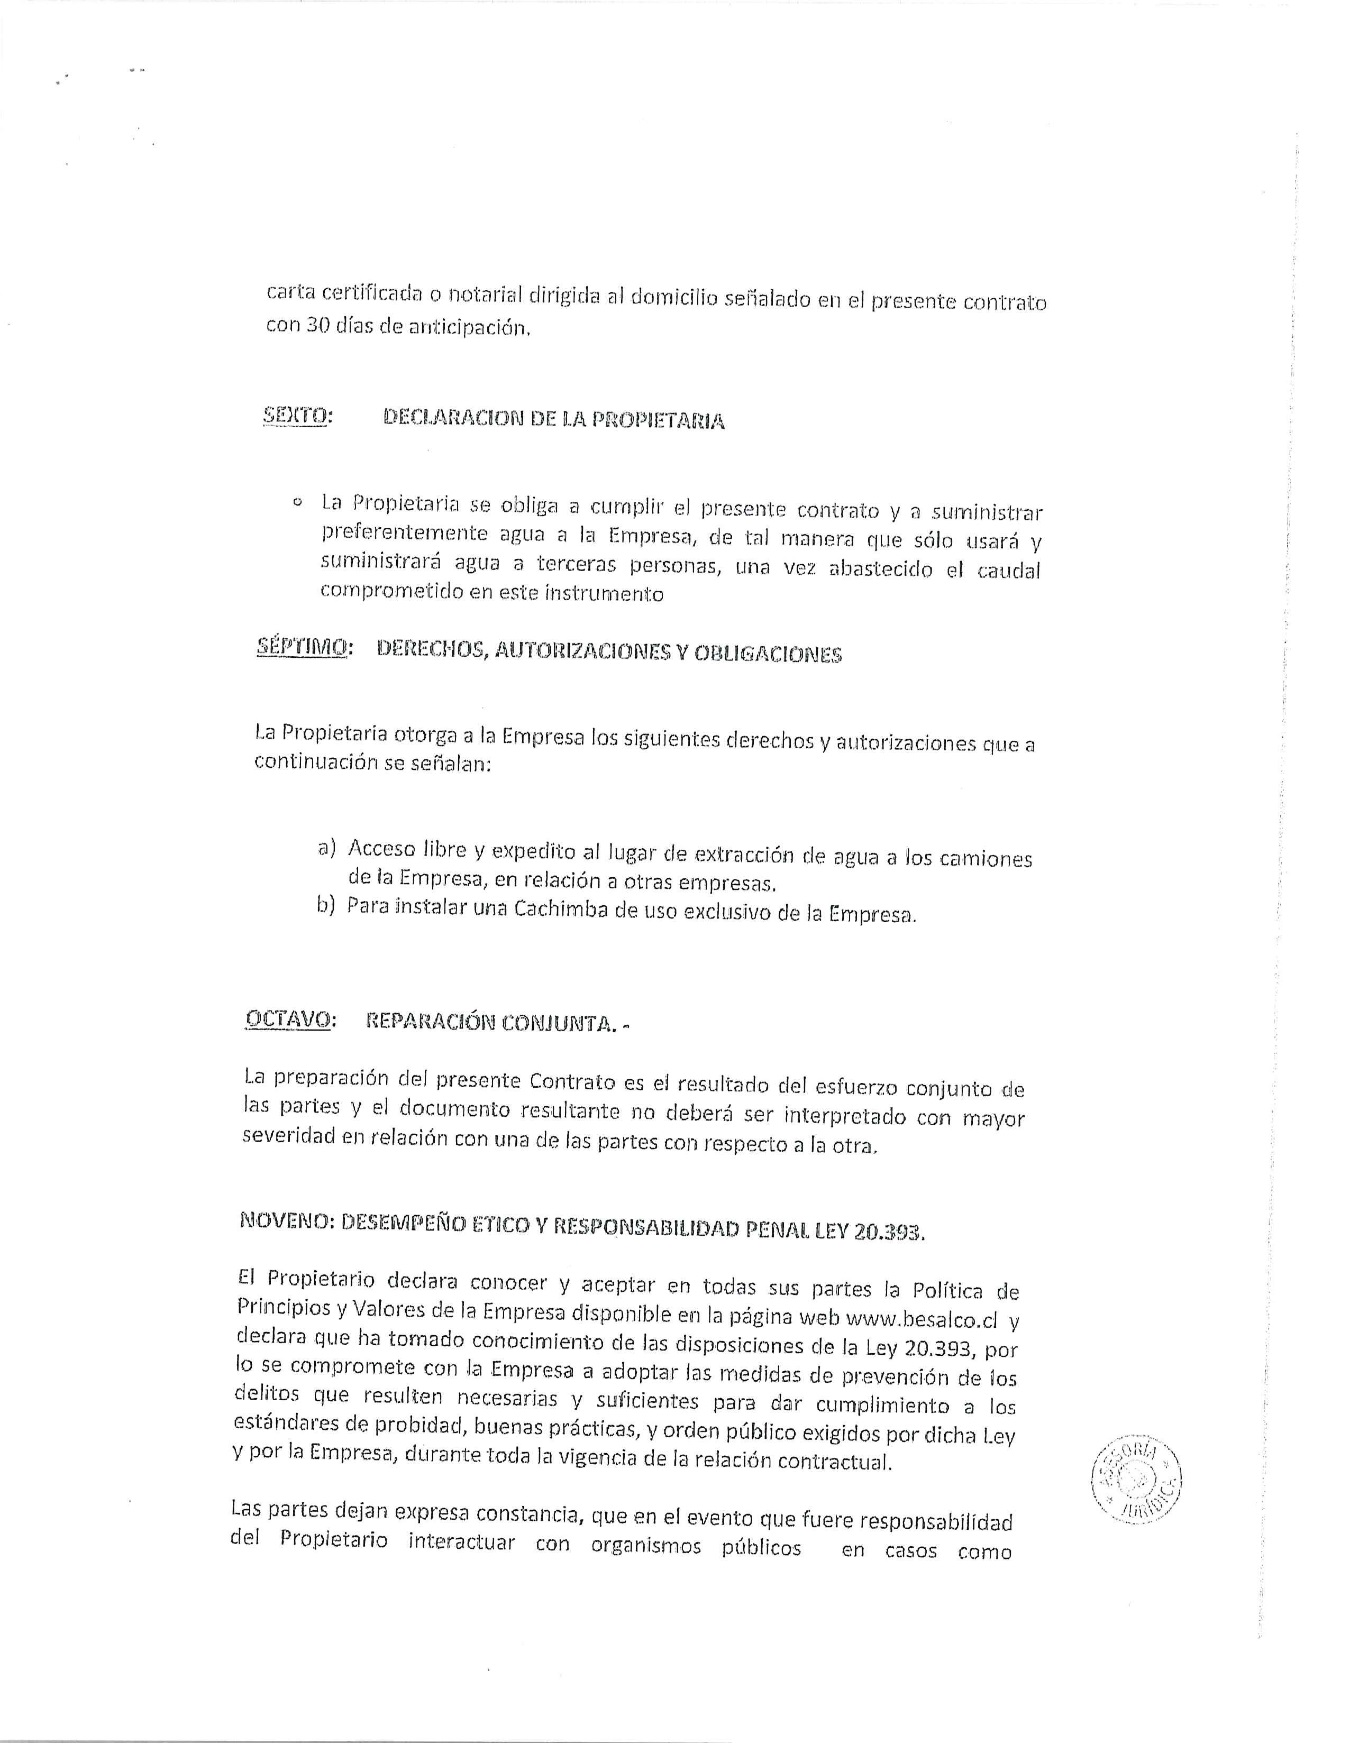 carta certificada o notarial dirigida al domicilio señalado en el presente contrato
con 30 días de anticipación.
SEXTO: DECLARACION DE LA PROPIETARIA
o La Propietaria se obliga a cumplir el presente contrato y a suministrar
preferentemente agua a la Empresa, de tal manera que sólo usará y
suministrará agua a terceras personas, una vez abastecido el caudal
comprometido en este instrumento
SÉPTIMO: DERECHOS, AUTORIZACIONES Y OBLIGACIONES
La Propietaria otorga a la Empresa los siguientes derechos y autorizaciones que a
continuación se señalan:
a) Acceso libre y expedito al lugar de extracción de agua a los camiones
de la Empresa, en relación a otras empresas.
b) Para instalar una Cachimba de uso exclusivo de la Empresa.
OCTAVO: REPARACIÓN CONJUNTA. -
La preparación del presente Contrato es el resultado del esfuerzo conjunto de
las partes y el documento resultante no deberá ser interpretado con mayor
severidad en relación con una de las partes con respecto a la otra.
NOVENO: DESEMPEÑO ETICO Y RESPONSABILIDAD PENAL LEY 20.393.
El Propietario declara conocer y aceptar en todas sus partes la Política de
Principios y Valores de la Empresa disponible en la página web www.besalco.cl y
declara que ha tomado conocimiento de las disposiciones de la Ley 20.393, por
lo se compromete con la Empresa a adoptar las medidas de prevención de los
delitos que resulten necesarias y suficientes para dar cumplimiento a los
estándares de probidad, buenas prácticas, y orden público exigidos por dicha Ley
y por la Empresa, durante toda la vigencia de la relación contractual.
ASESORÍA
JURÍDICA
Las partes dejan expresa constancia, que en el evento que fuere responsabilidad
del Propietario interactuar con organismos públicos en casos como